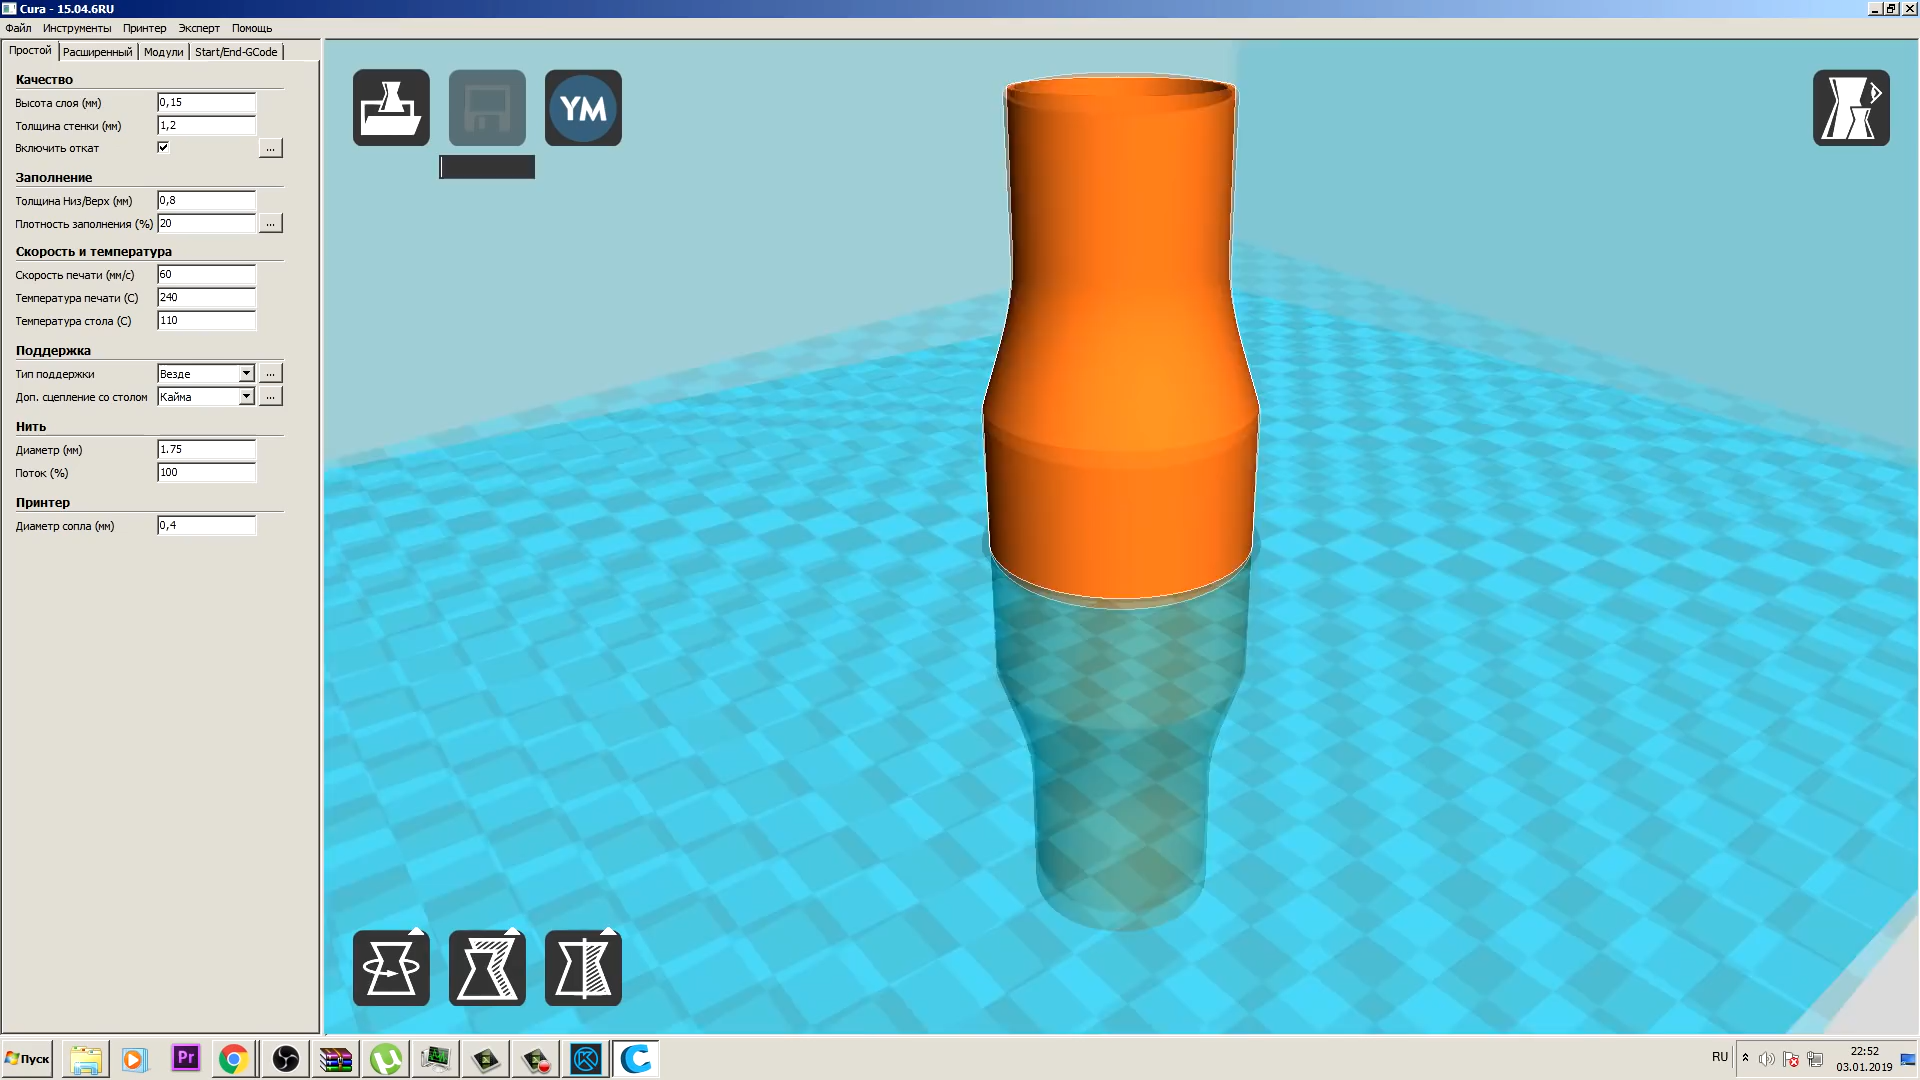 Cura - 15.04.6RU
Файл Инструменты Принтер Эксперт Помощь
Простой Расширенный Модули Start/End-GCode
Качество
Высота слоя (мм) 0,15
Толщина стенки (мм) 1,2
Включить откат ...
Заполнение
Толщина Низ/Верх (мм) 0,8
Плотность заполнения (%) 20 ...
Скорость и температура
Скорость печати (мм/с) 60
Температура печати (C) 240
Температура стола (C) 110
Поддержка
Тип поддержки Везде ...
Доп. сцепление со столом Кайма ...
Нить
Диаметр (мм) 1.75
Поток (%) 100
Принтер
Диаметр сопла (мм) 0,4
YM
Пуск
Pr
RU
22:52
03.01.2019